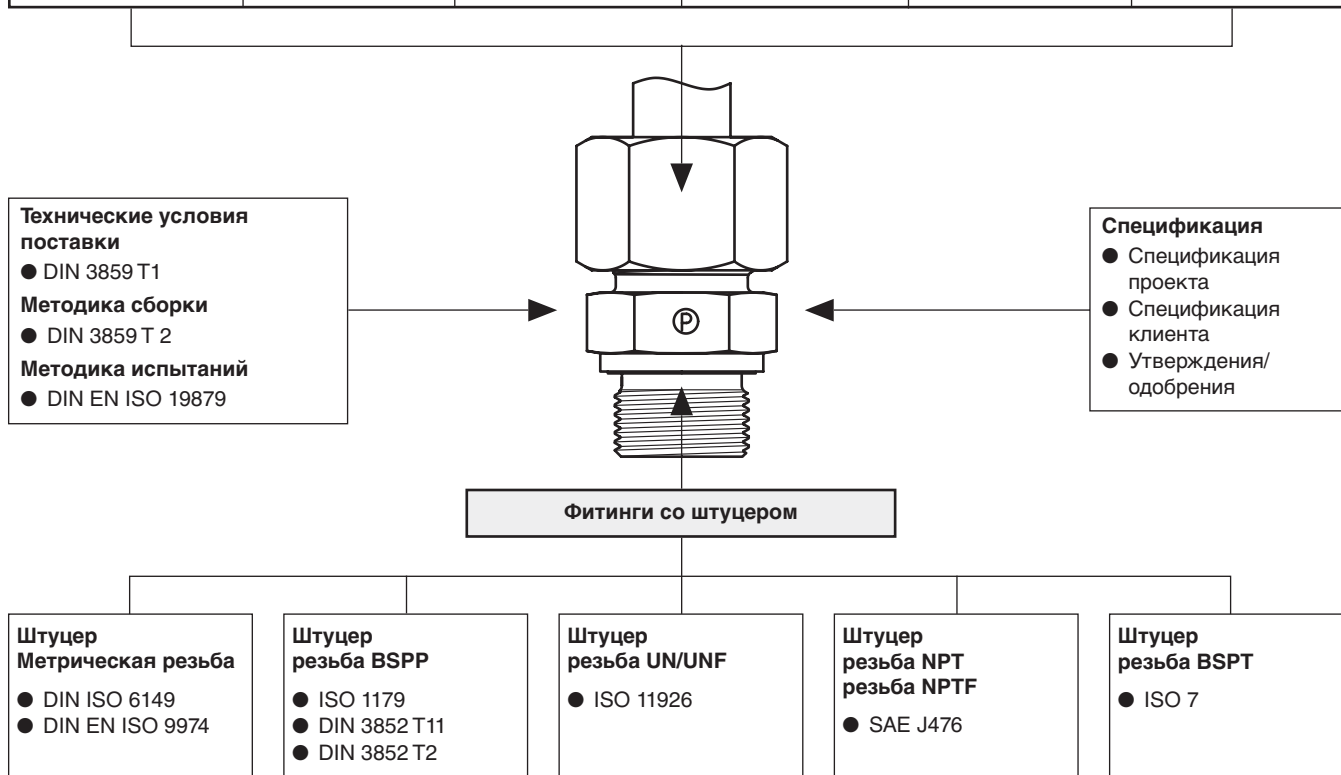 Технические условия
поставки
● DIN 3859 T1
Методика сборки
● DIN 3859 T 2
Методика испытаний
● DIN EN ISO 19879
P
Спецификация
● Спецификация
проекта
● Спецификация
клиента
● Утверждения/
одобрения
Фитинги со штуцером
Штуцер
Метрическая резьба
● DIN ISO 6149
● DIN EN ISO 9974
Штуцер
резьба BSPP
● ISO 1179
● DIN 3852 T11
● DIN 3852 T2
Штуцер
резьба UN/UNF
● ISO 11926
Штуцер
резьба NPT
резьба NPTF
● SAE J476
Штуцер
резьба BSPT
● ISO 7